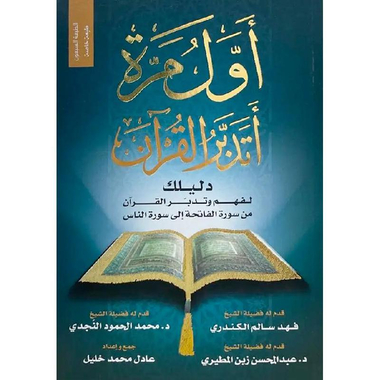 الطبعة السبعون
طبعة خاصة
أول مرة
أتدبر القرآن
دليلك
لفهم وتدبر القرآن
من سورة الفاتحة إلى سورة الناس
قدم له فضيلة الشيخ
فهد سالم الكندري
قدم له فضيلة الشيخ
د. محمد الحمود النجدي
قدم له فضيلة الشيخ
د. عبدالمحسن زبن المطيري
جمع وإعداد
عادل محمد خليل